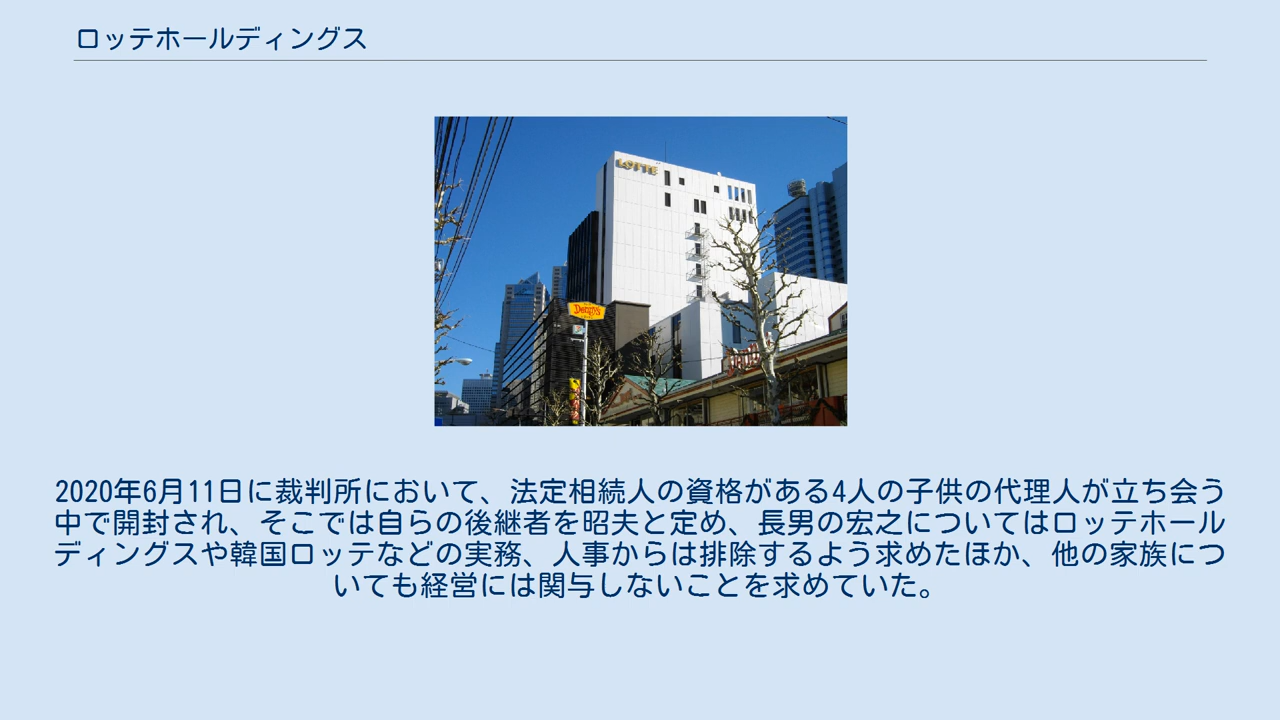 ロッテホールディングス
LOTTE
Denny's
2020年6月11日に裁判所において、法定相続人の資格がある4人の子供の代理人が立ち会う
中で開封され、そこでは自らの後継者を昭夫と定め、長男の宏之についてはロッテホール
ディングスや韓国ロッテなどの実務、人事からは排除するよう求めたほか、他の家族につ
いても経営には関与しないことを求めていた。